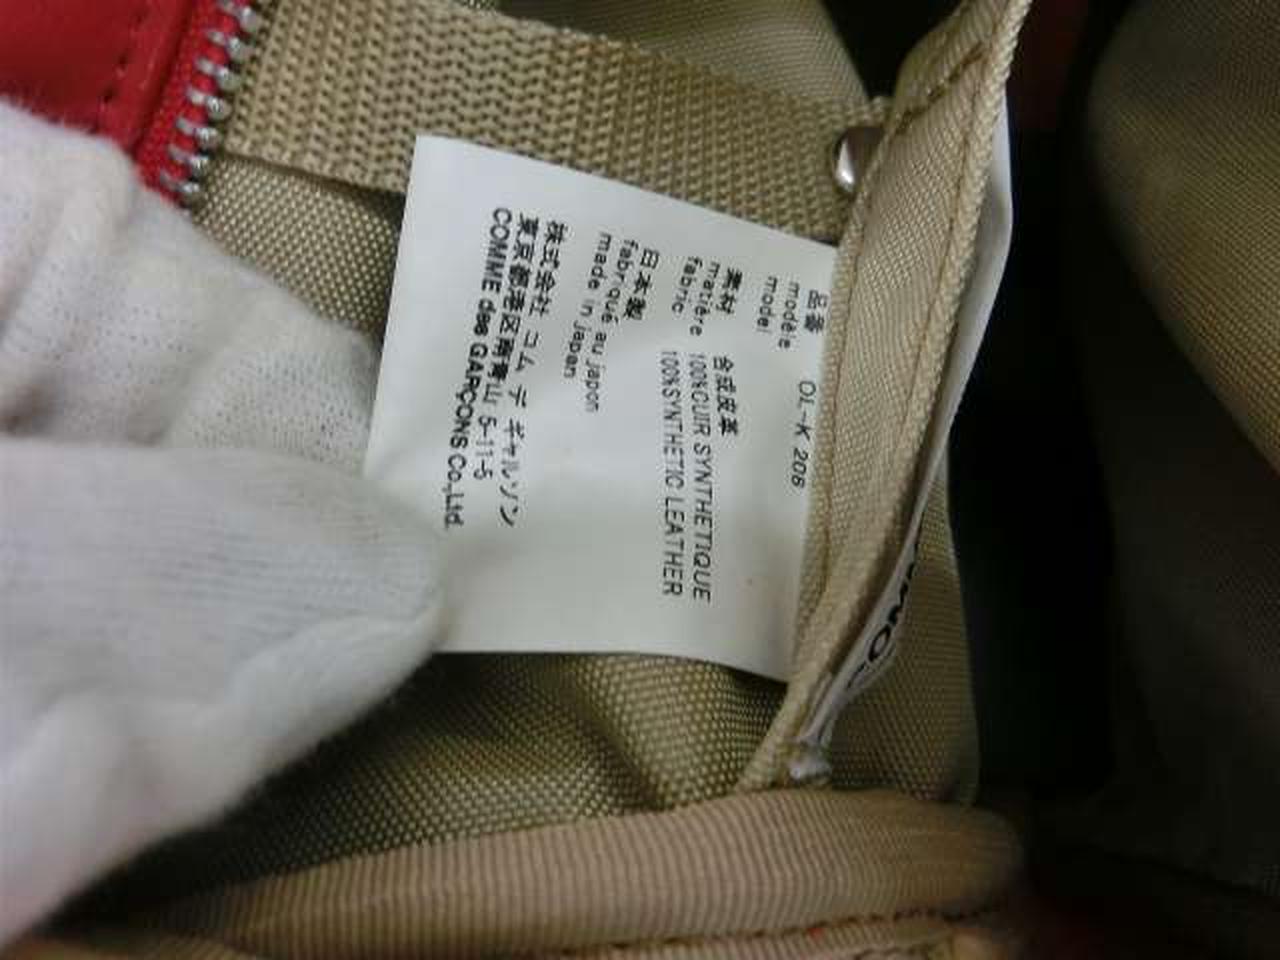 品番 OL-K 206
modèle
model
素材 合成皮革
matière 100%CUIR SYNTHETIQUE
fabric 100%SYNTHETIC LEATHER
日本製
fabriqué au japon
made in japan
株式会社 コム デ ギャルソン
東京都港区南青山 5-11-5
COMME des GARÇONS Co.,Ltd.
COMM